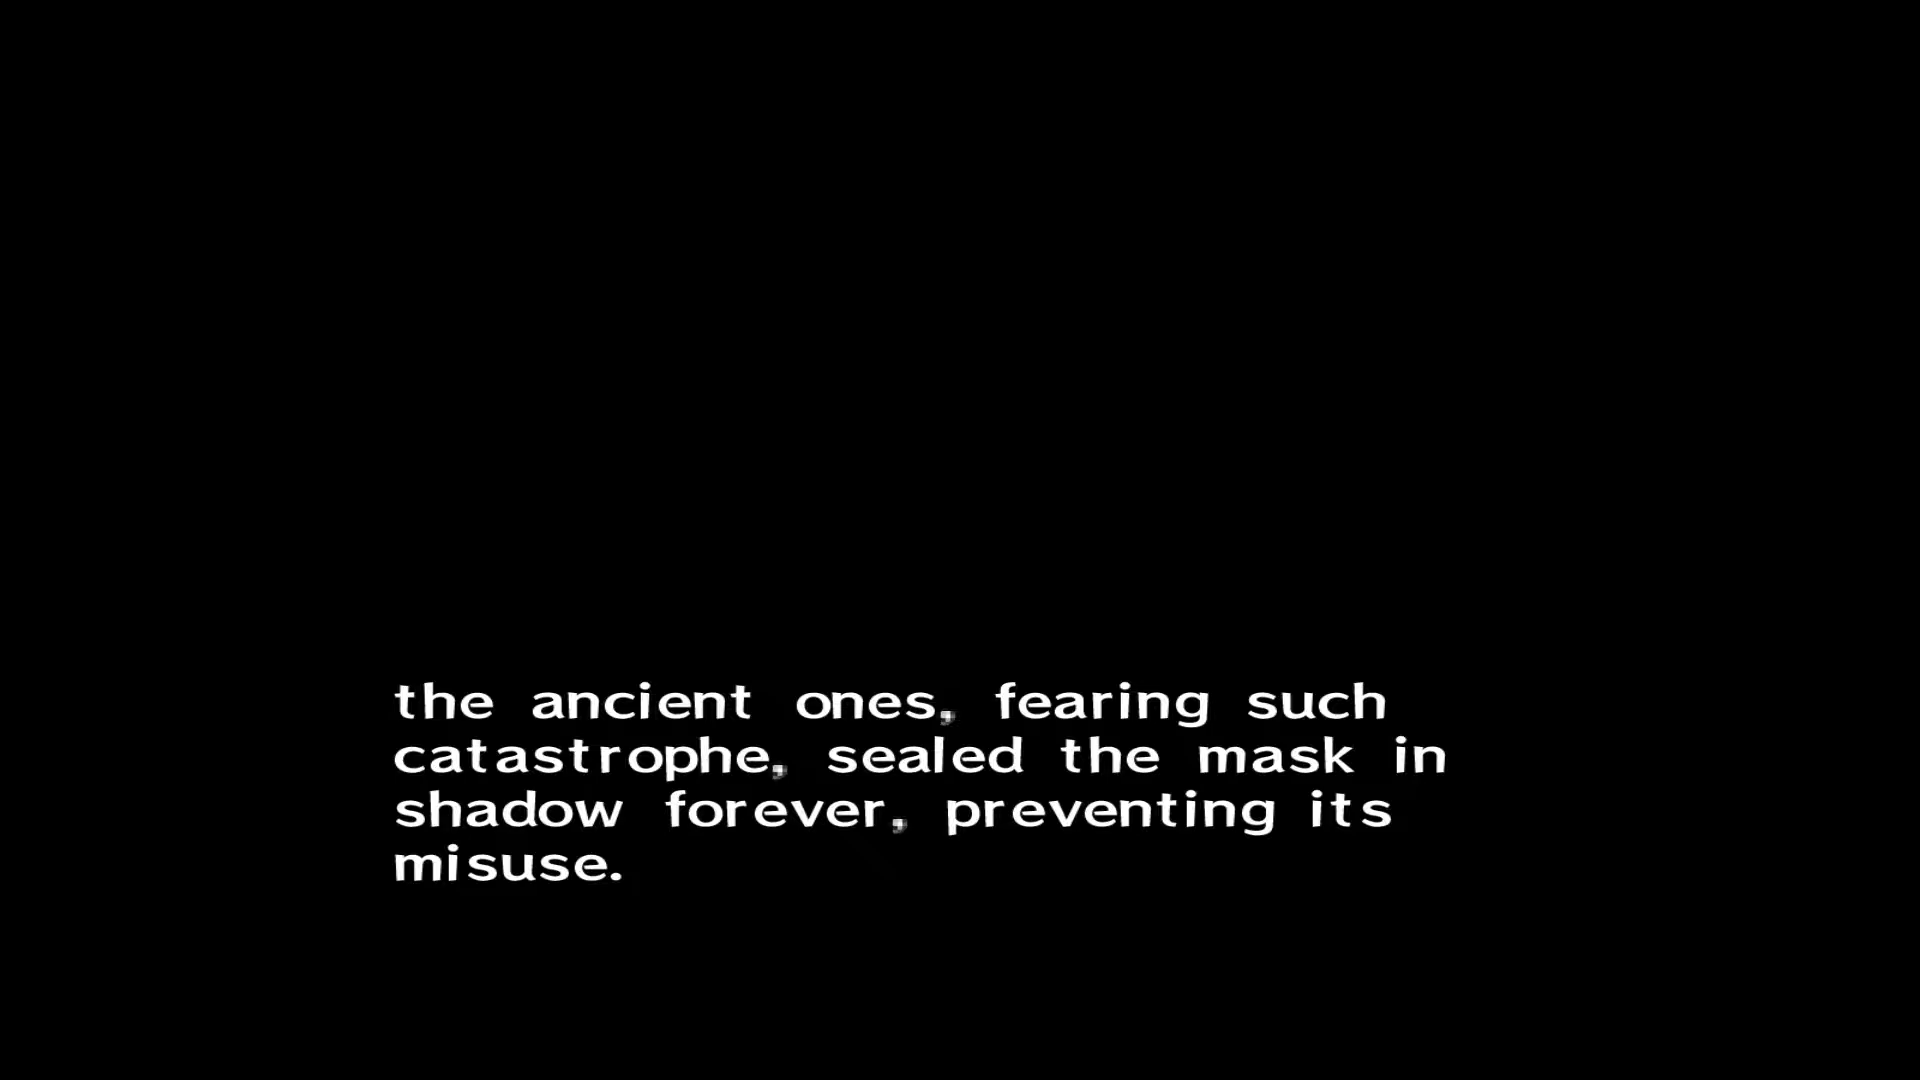 the ancient ones, fearing such
catastrophe, sealed the mask in
shadow forever, preventing its
misuse.